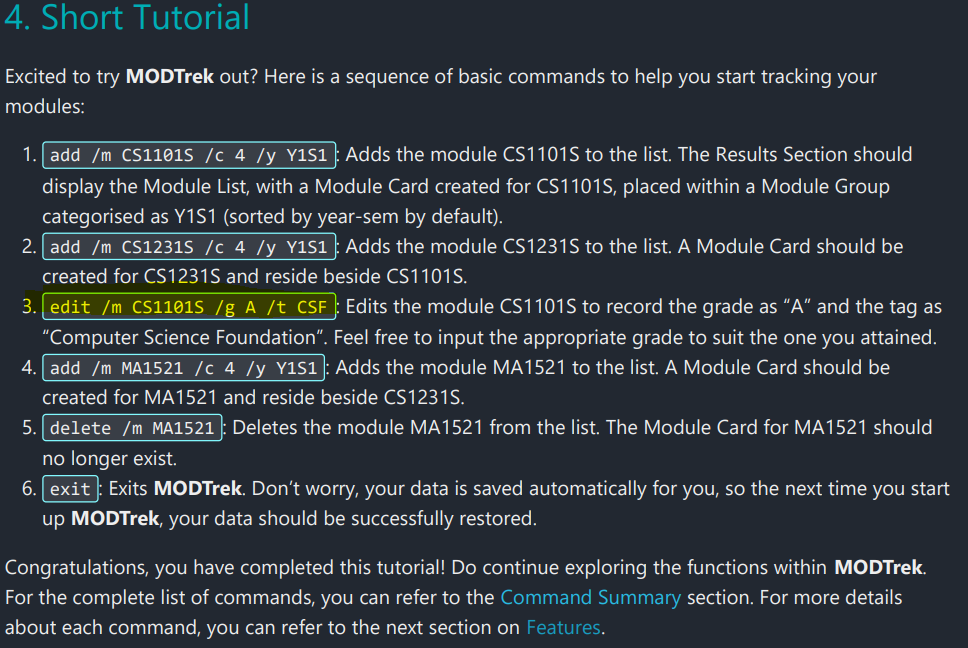 4. Short Tutorial
Excited to try MODTrek out? Here is a sequence of basic commands to help you start tracking your
modules:
1. add /m CS1101S /c 4 /y Y1S1: Adds the module CS1101S to the list. The Results Section should
display the Module List, with a Module Card created for CS1101S, placed within a Module Group
categorised as Y1S1 (sorted by year-sem by default).
2. add /m CS1231S /c 4 /y Y1S1: Adds the module CS1231S to the list. A Module Card should be
created for CS1231S and reside beside CS1101S.
3. edit /m CS1101S /g A /t CSF: Edits the module CS1101S to record the grade as “A” and the tag as
“Computer Science Foundation”. Feel free to input the appropriate grade to suit the one you attained.
4. add /m MA1521 /c 4 /y Y1S1: Adds the module MA1521 to the list. A Module Card should be
created for MA1521 and reside beside CS1231S.
5. delete /m MA1521: Deletes the module MA1521 from the list. The Module Card for MA1521 should
no longer exist.
6. exit: Exits MODTrek. Don’t worry, your data is saved automatically for you, so the next time you start
up MODTrek, your data should be successfully restored.
Congratulations, you have completed this tutorial! Do continue exploring the functions within MODTrek.
For the complete list of commands, you can refer to the Command Summary section. For more details
about each command, you can refer to the next section on Features.